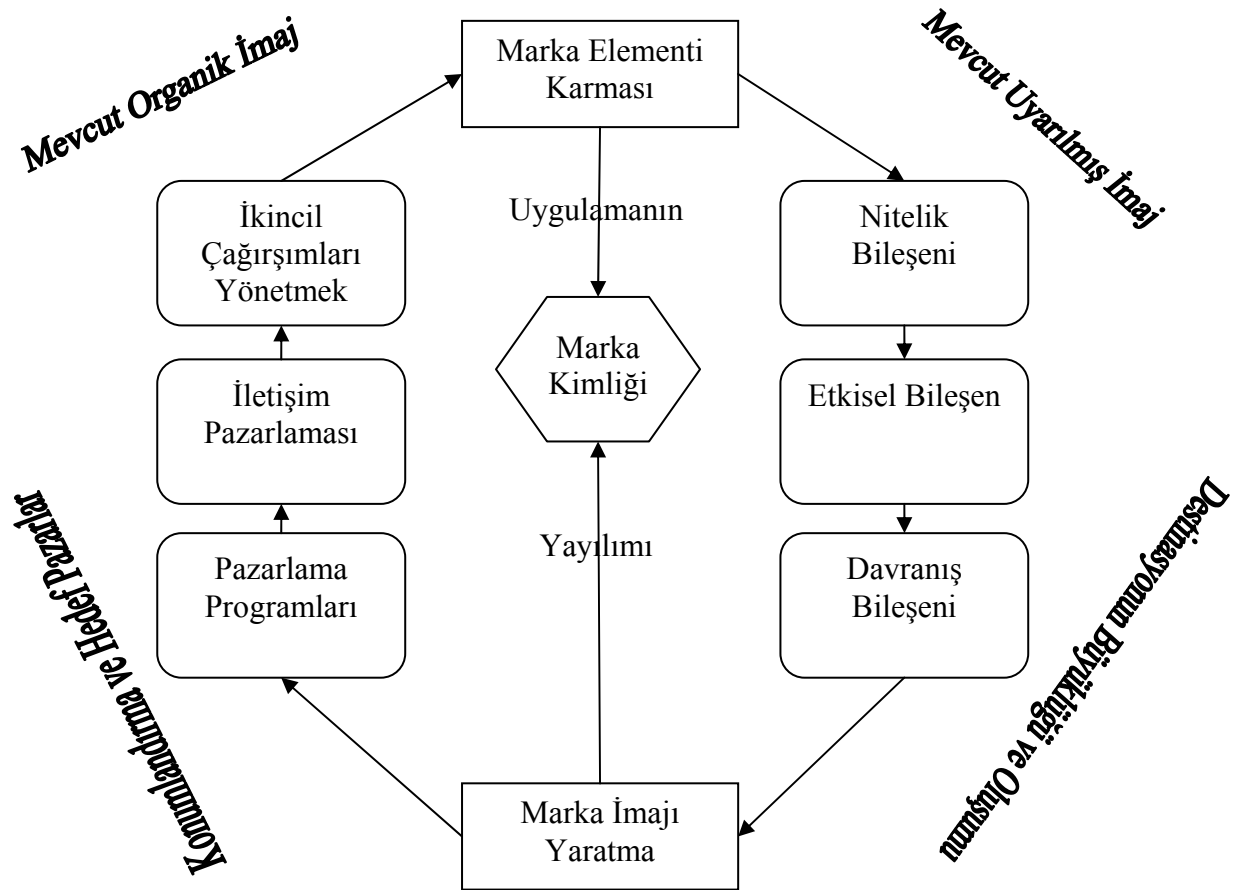 Mevcut Organik İmaj
Marka Elementi
Karması
Mevcut Uyarılmış İmaj
İkincil
Çağırşımları
Yönetmek
Uygulamanın
Nitelik
Bileşeni
Marka
Kimliği
İletişim
Pazarlaması
Etkisel Bileşen
Konumlandırma ve Hedef Pazarlar
Pazarlama
Programları
Yayılımı
Davranış
Bileşeni
Destinasyonun Büyüklüğü ve Oluşumu
Marka İmajı
Yaratma